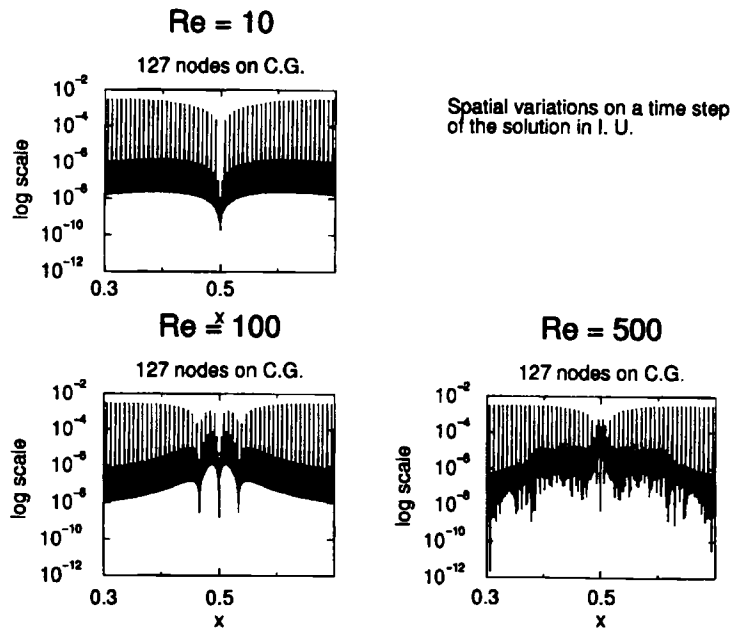 Re = 10
127 nodes on C.G.
Spatial variations on a time step
of the solution in I. U.
log scale
10⁻²
10⁻⁴
10⁻⁶
10⁻⁸
10⁻¹⁰
10⁻¹²
0.3
0.5
x
Re = 100
127 nodes on C.G.
log scale
10⁻²
10⁻⁴
10⁻⁶
10⁻⁸
10⁻¹⁰
10⁻¹²
0.3
0.5
x
Re = 500
127 nodes on C.G.
log scale
10⁻²
10⁻⁴
10⁻⁶
10⁻⁸
10⁻¹⁰
10⁻¹²
0.3
0.5
x